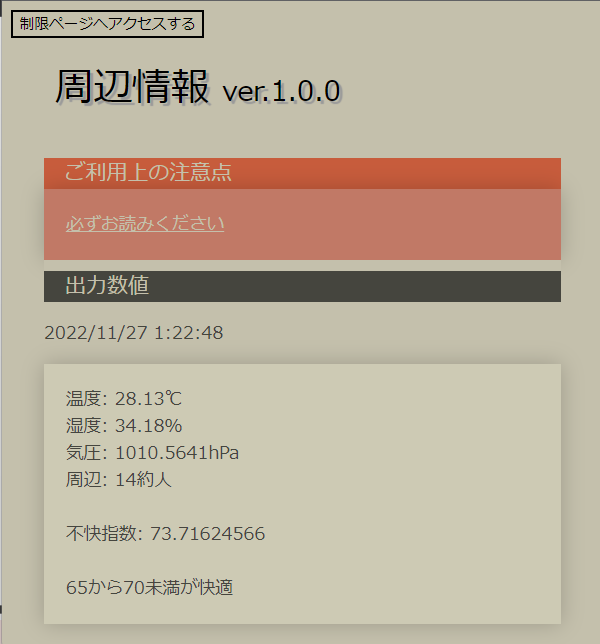 制限ページへアクセスする
周辺情報 ver.1.0.0
ご利用上の注意点
必ずお読みください
出力数値
2022/11/27 1:22:48
温度: 28.13℃
湿度: 34.18%
気圧: 1010.5641hPa
周辺: 14約人
不快指数: 73.71624566
65から70未満が快適